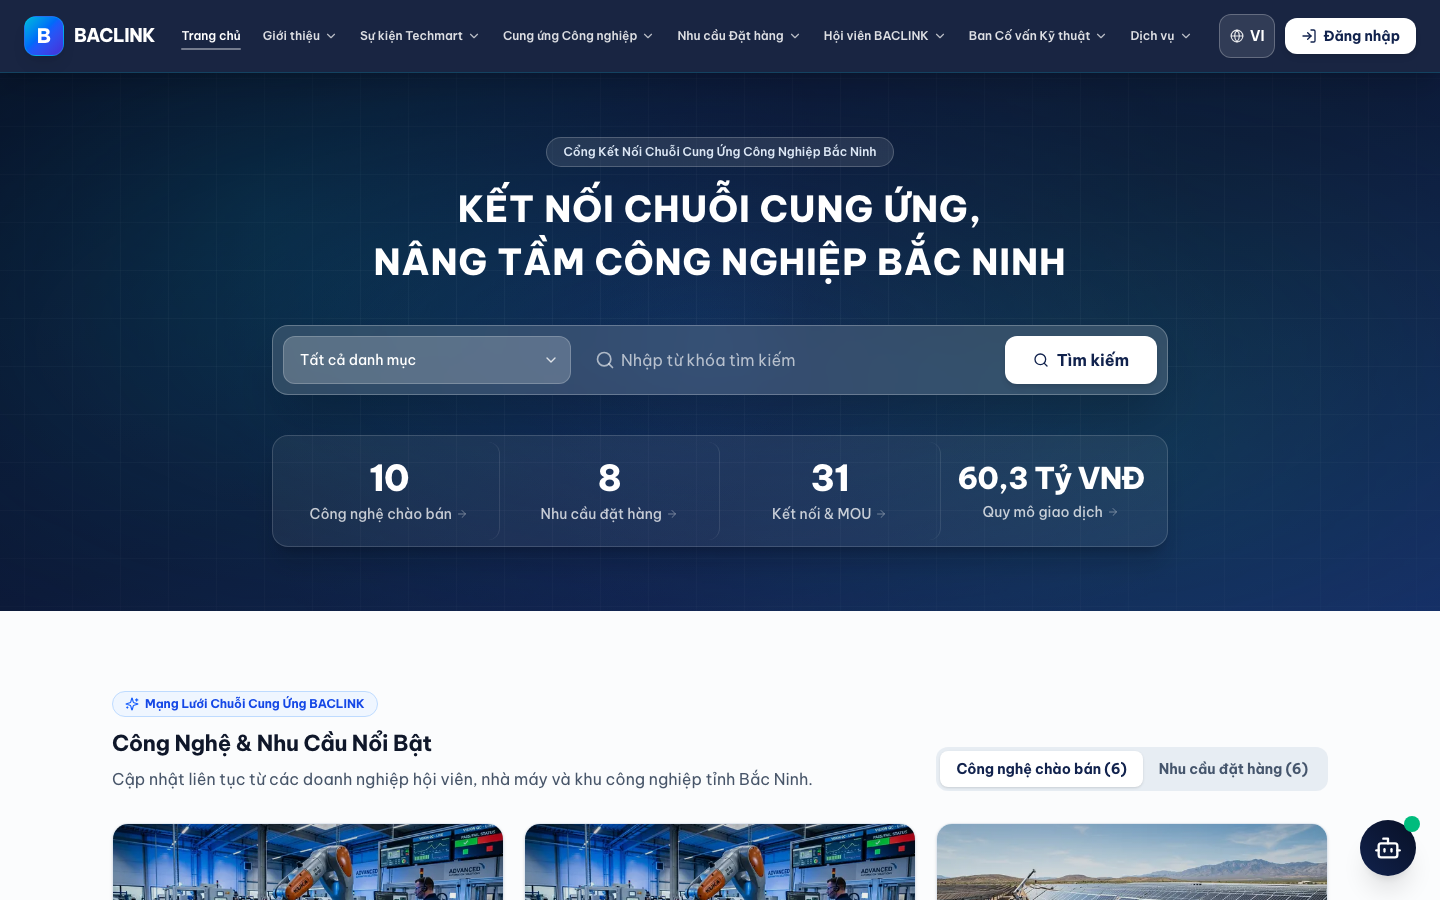 B BACLINK
Trang chủ
Giới thiệu
Sự kiện Techmart
Cung ứng Công nghiệp
Nhu cầu Đặt hàng
Hội viên BACLINK
Ban Cố vấn Kỹ thuật
Dịch vụ
VI
Đăng nhập
Cổng Kết Nối Chuỗi Cung Ứng Công Nghiệp Bắc Ninh
KẾT NỐI CHUỖI CUNG ỨNG,
NÂNG TẦM CÔNG NGHIỆP BẮC NINH
Tất cả danh mục
Nhập từ khóa tìm kiếm
Tìm kiếm
10
Công nghệ chào bán
8
Nhu cầu đặt hàng
31
Kết nối & MOU
60,3 Tỷ VNĐ
Quy mô giao dịch
Mạng Lưới Chuỗi Cung Ứng BACLINK
Công Nghệ & Nhu Cầu Nổi Bật
Cập nhật liên tục từ các doanh nghiệp hội viên, nhà máy và khu công nghiệp tỉnh Bắc Ninh.
Công nghệ chào bán (6)
Nhu cầu đặt hàng (6)
ADVANCED
ADVANCED